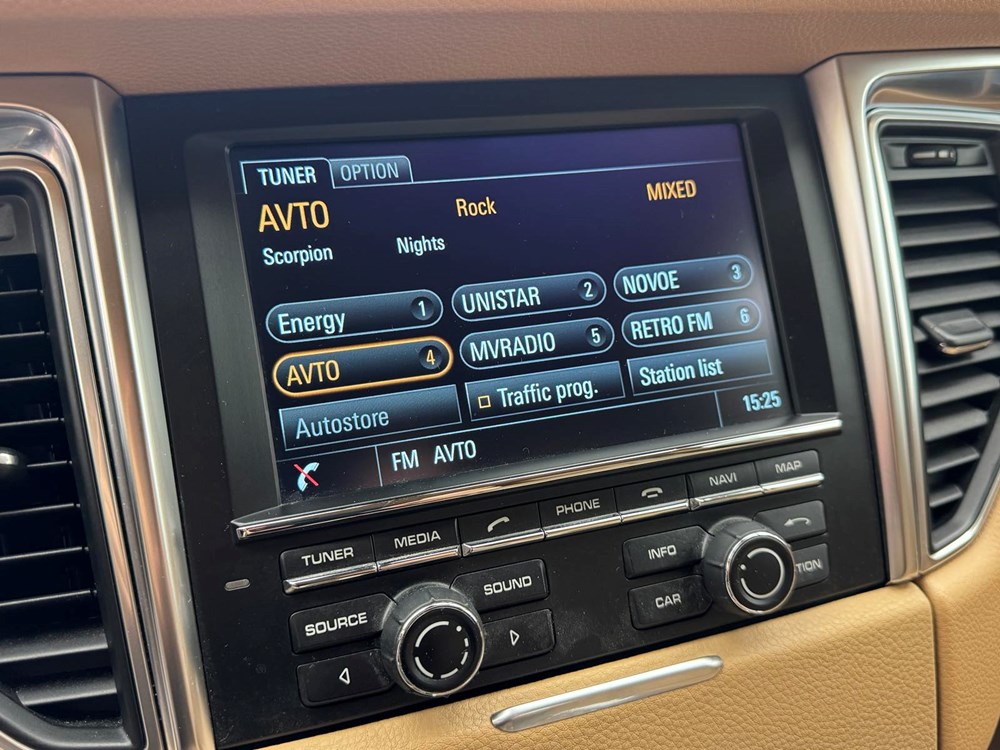 TUNER OPTION
AVTO Rock MIXED
Scorpion Nights
Energy 1 UNISTAR 2 NOVOE 3
AVTO 4 MVRADIO 5 RETRO FM 6
Autostore Traffic prog. Station list
FM AVTO 15:25
TUNER MEDIA PHONE NAVI MAP
SOURCE SOUND INFO
CAR TION